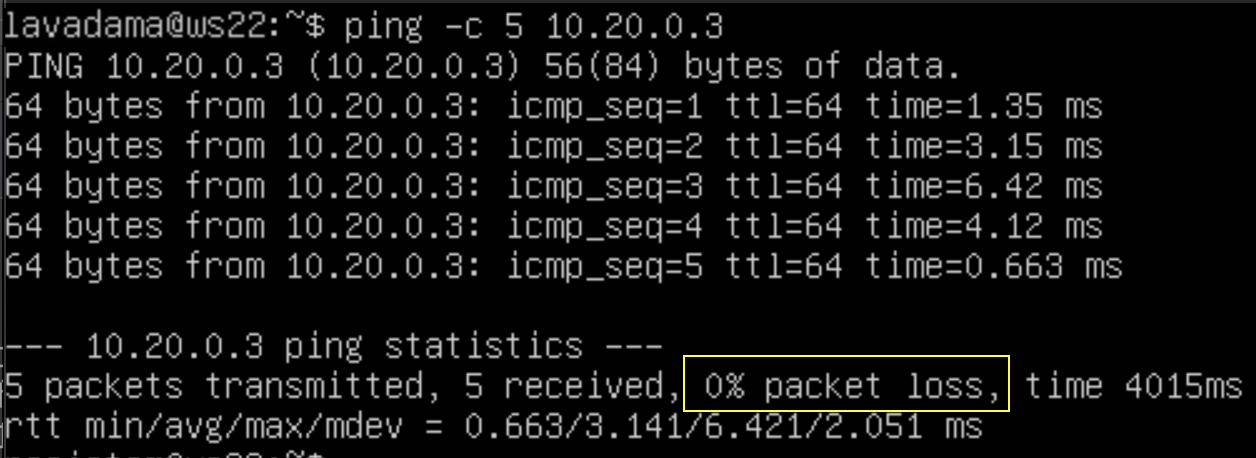 lavadama@ws22:~$ ping -c 5 10.20.0.3
PING 10.20.0.3 (10.20.0.3) 56(84) bytes of data.
64 bytes from 10.20.0.3: icmp_seq=1 ttl=64 time=1.35 ms
64 bytes from 10.20.0.3: icmp_seq=2 ttl=64 time=3.15 ms
64 bytes from 10.20.0.3: icmp_seq=3 ttl=64 time=6.42 ms
64 bytes from 10.20.0.3: icmp_seq=4 ttl=64 time=4.12 ms
64 bytes from 10.20.0.3: icmp_seq=5 ttl=64 time=0.663 ms
--- 10.20.0.3 ping statistics ---
5 packets transmitted, 5 received, 0% packet loss, time 4015ms
rtt min/avg/max/mdev = 0.663/3.141/6.421/2.051 ms